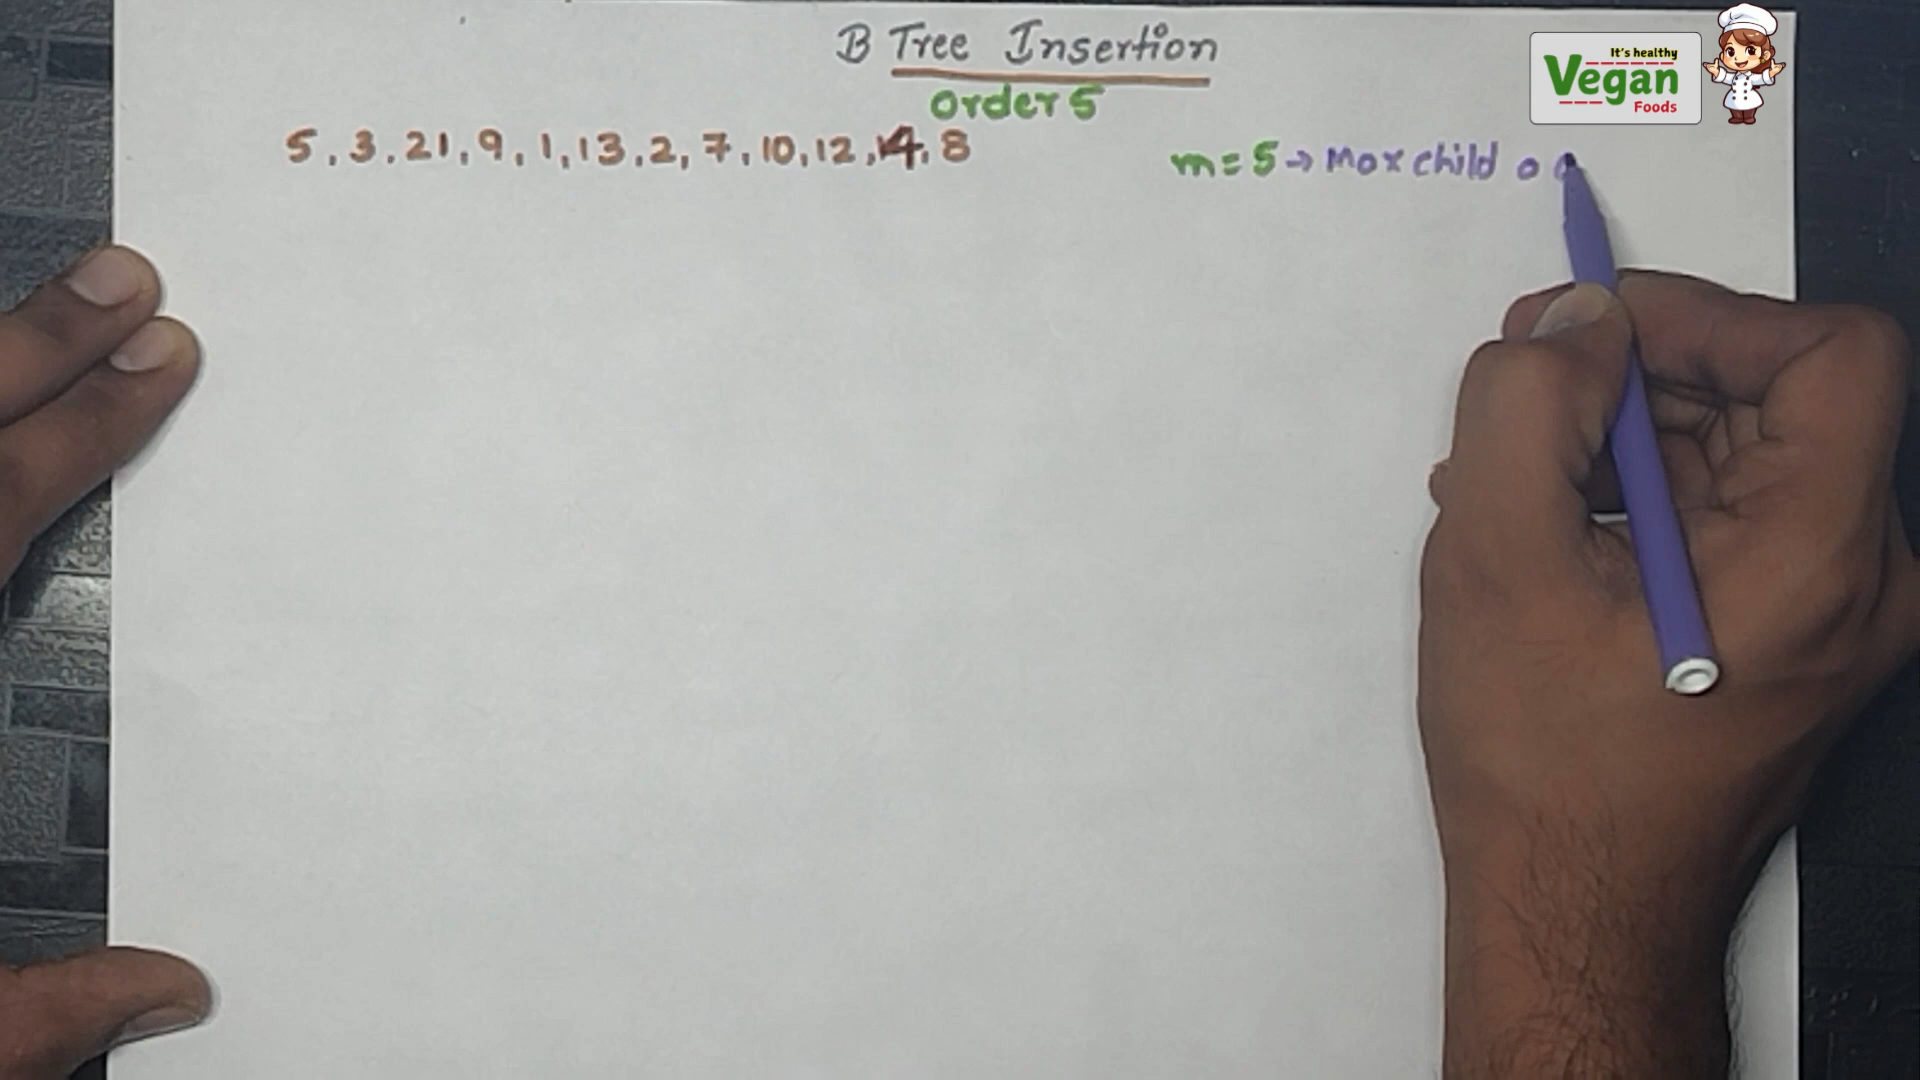 B Tree Insertion
Order 5
5, 3, 21, 9, 1, 13, 2, 7, 10, 12, 14, 8
m = 5 → Max child
It's healthy
Vegan
Foods